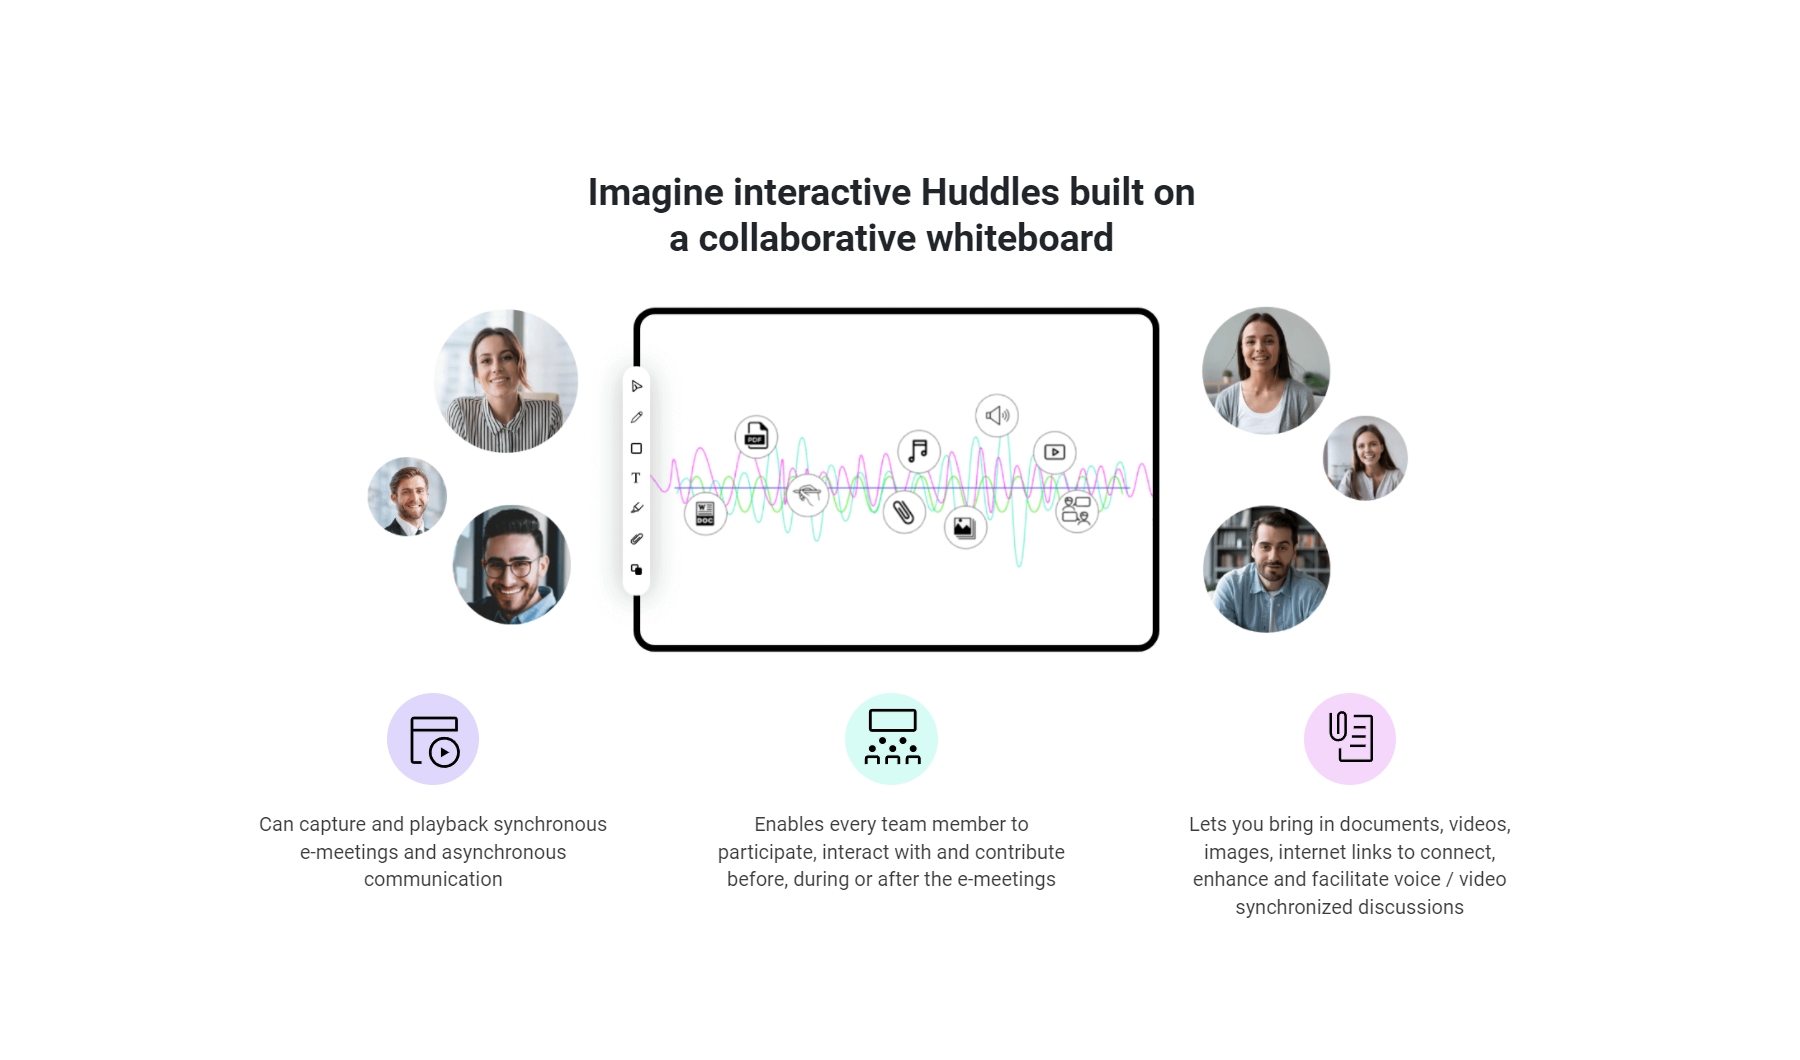 Imagine interactive Huddles built on
a collaborative whiteboard
PDF
T
W
DOC
Can capture and playback synchronous
e-meetings and asynchronous
communication
Enables every team member to
participate, interact with and contribute
before, during or after the e-meetings
Lets you bring in documents, videos,
images, internet links to connect,
enhance and facilitate voice / video
synchronized discussions